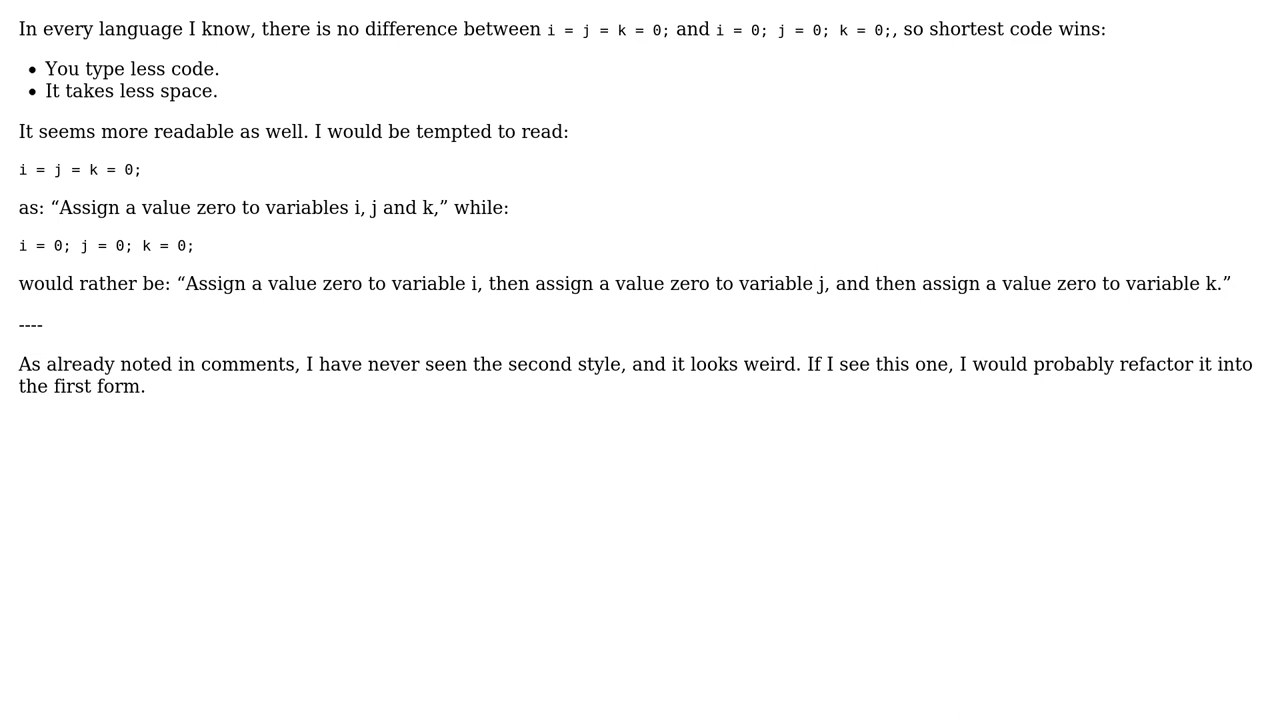 In every language I know, there is no difference between i = j = k = 0; and i = 0; j = 0; k = 0;, so shortest code wins:
• You type less code.
• It takes less space.
It seems more readable as well. I would be tempted to read:
i = j = k = 0;
as: “Assign a value zero to variables i, j and k,” while:
i = 0; j = 0; k = 0;
would rather be: “Assign a value zero to variable i, then assign a value zero to variable j, and then assign a value zero to variable k.”
----
As already noted in comments, I have never seen the second style, and it looks weird. If I see this one, I would probably refactor it into
the first form.